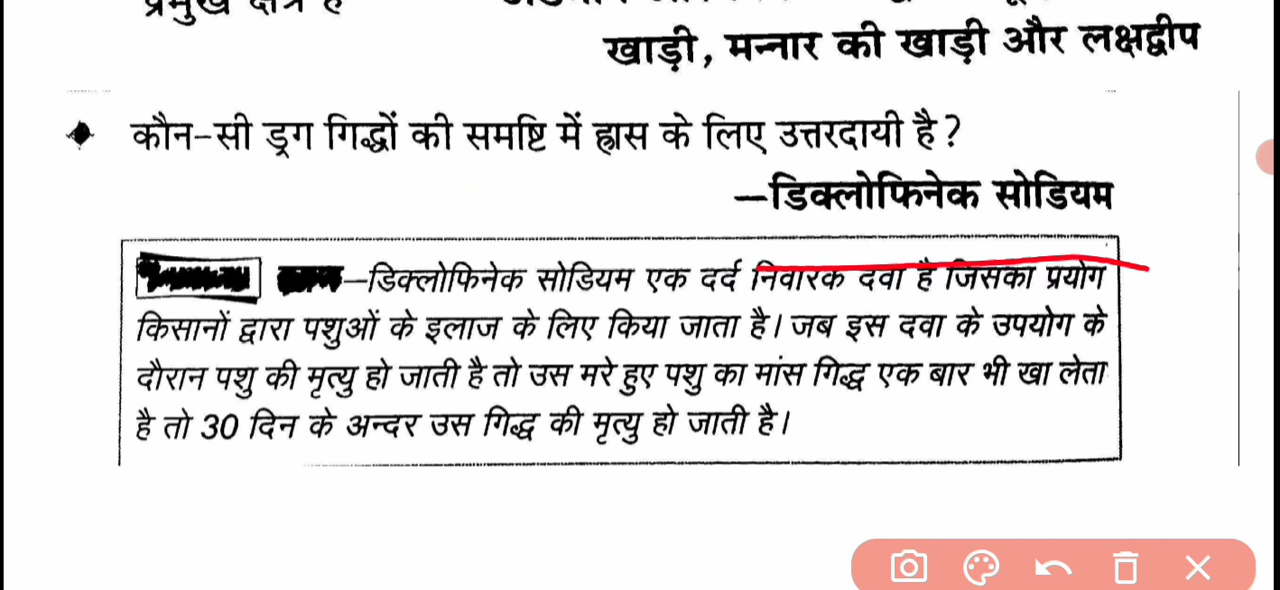 प्रमुख क्षेत्र है
खाड़ी, मन्नार की खाड़ी और लक्षद्वीप
कौन-सी ड्रग गिद्धों की समष्टि में ह्रास के लिए उत्तरदायी है?
—डिक्लोफिनेक सोडियम
—डिक्लोफिनेक सोडियम एक दर्द निवारक दवा है जिसका प्रयोग
किसानों द्वारा पशुओं के इलाज के लिए किया जाता है। जब इस दवा के उपयोग के
दौरान पशु की मृत्यु हो जाती है तो उस मरे हुए पशु का मांस गिद्ध एक बार भी खा लेता
है तो 30 दिन के अन्दर उस गिद्ध की मृत्यु हो जाती है।